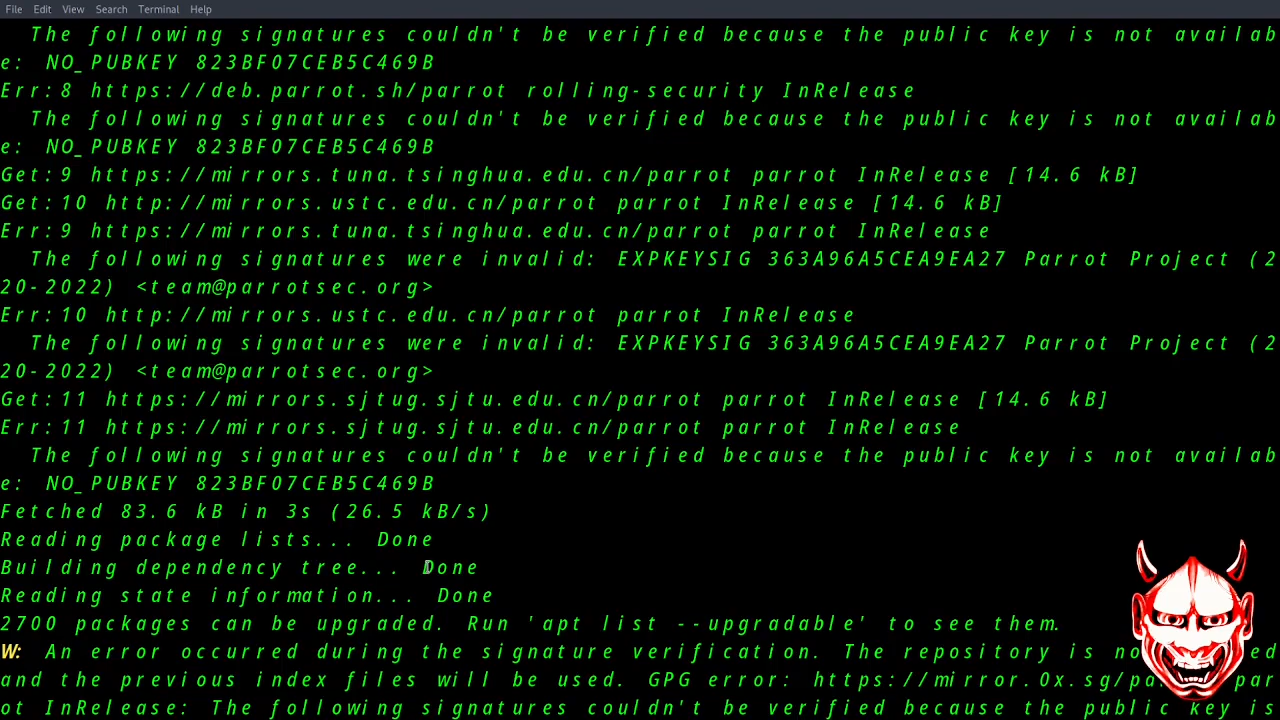 File Edit View Search Terminal Help
The following signatures couldn't be verified because the public key is not availab
e: NO_PUBKEY 823BF07CEB5C469B
Err:8 https://deb.parrot.sh/parrot rolling-security InRelease
The following signatures couldn't be verified because the public key is not availab
e: NO_PUBKEY 823BF07CEB5C469B
Get:9 https://mirrors.tuna.tsinghua.edu.cn/parrot parrot InRelease [14.6 kB]
Get:10 http://mirrors.ustc.edu.cn/parrot parrot InRelease [14.6 kB]
Err:9 https://mirrors.tuna.tsinghua.edu.cn/parrot parrot InRelease
The following signatures were invalid: EXPKEYSIG 363A96A5CEA9EA27 Parrot Project (2
20-2022) <team@parrotsec.org>
Err:10 http://mirrors.ustc.edu.cn/parrot parrot InRelease
The following signatures were invalid: EXPKEYSIG 363A96A5CEA9EA27 Parrot Project (2
20-2022) <team@parrotsec.org>
Get:11 https://mirrors.sjtug.sjtu.edu.cn/parrot parrot InRelease [14.6 kB]
Err:11 https://mirrors.sjtug.sjtu.edu.cn/parrot parrot InRelease
The following signatures couldn't be verified because the public key is not availab
e: NO_PUBKEY 823BF07CEB5C469B
Fetched 83.6 kB in 3s (26.5 kB/s)
Reading package lists... Done
Building dependency tree... Done
Reading state information... Done
2700 packages can be upgraded. Run 'apt list --upgradable' to see them.
W: An error occurred during the signature verification. The repository is
and the previous index files will be used. GPG error: https://mirror.0x.sg/pa par
ot InRelease: The following signatures couldn't be verified because the public key is